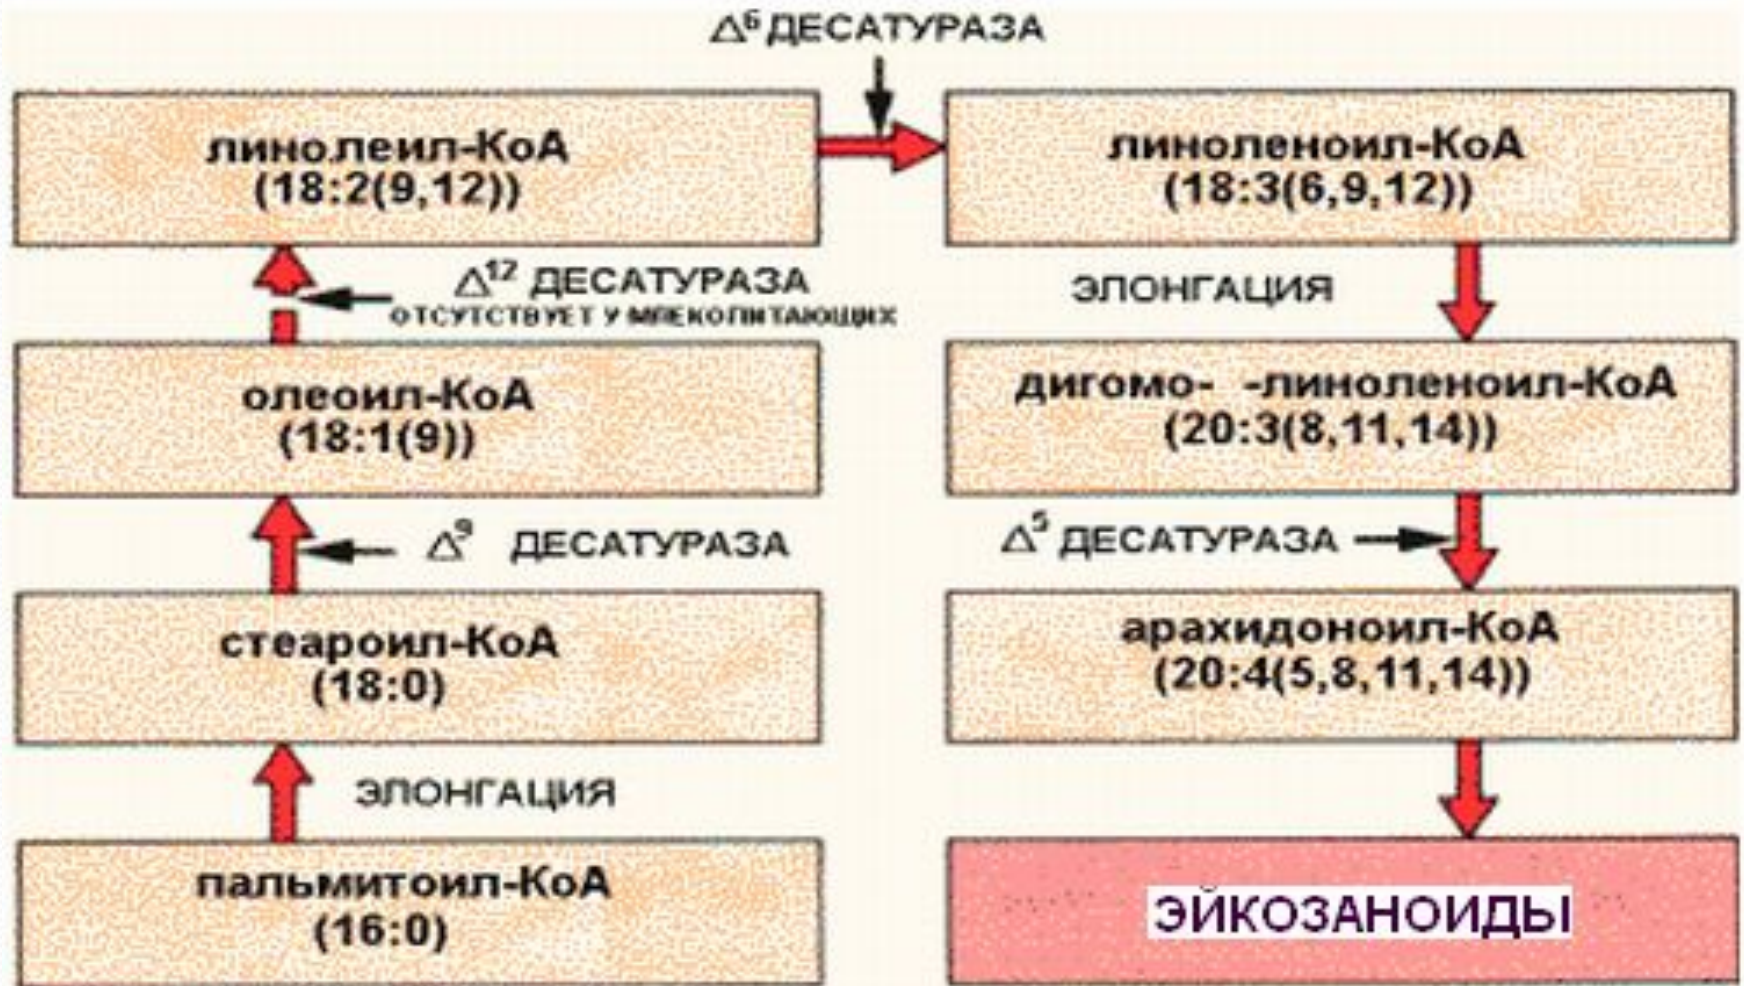 Δ⁶ ДЕСАТУРАЗА
линолеил-КоА
(18:2(9,12))
линоленоил-КоА
(18:3(6,9,12))
Δ¹² ДЕСАТУРАЗА
ОТСУТСТВУЕТ У МЛЕКОПИТАЮЩИХ
ЭЛОНГАЦИЯ
олеоил-КоА
(18:1(9))
дигомо- -линоленоил-КоА
(20:3(8,11,14))
Δ⁹ ДЕСАТУРАЗА
Δ⁵ ДЕСАТУРАЗА
стеароил-КоА
(18:0)
арахидоноил-КоА
(20:4(5,8,11,14))
ЭЛОНГАЦИЯ
пальмитоил-КоА
(16:0)
ЭЙКОЗАНОИДЫ